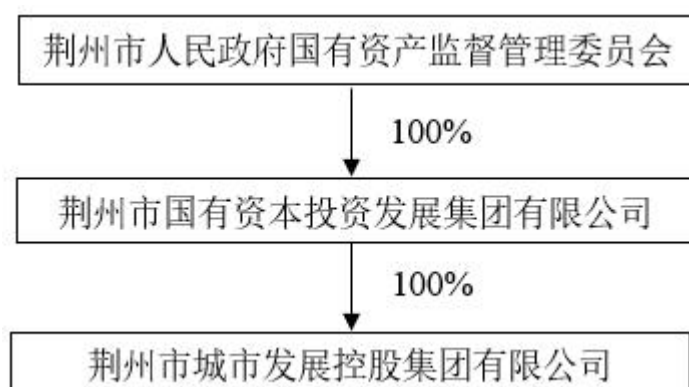 荆州市人民政府国有资产监督管理委员会
100%
荆州市国有资本投资发展集团有限公司
100%
荆州市城市发展控股集团有限公司